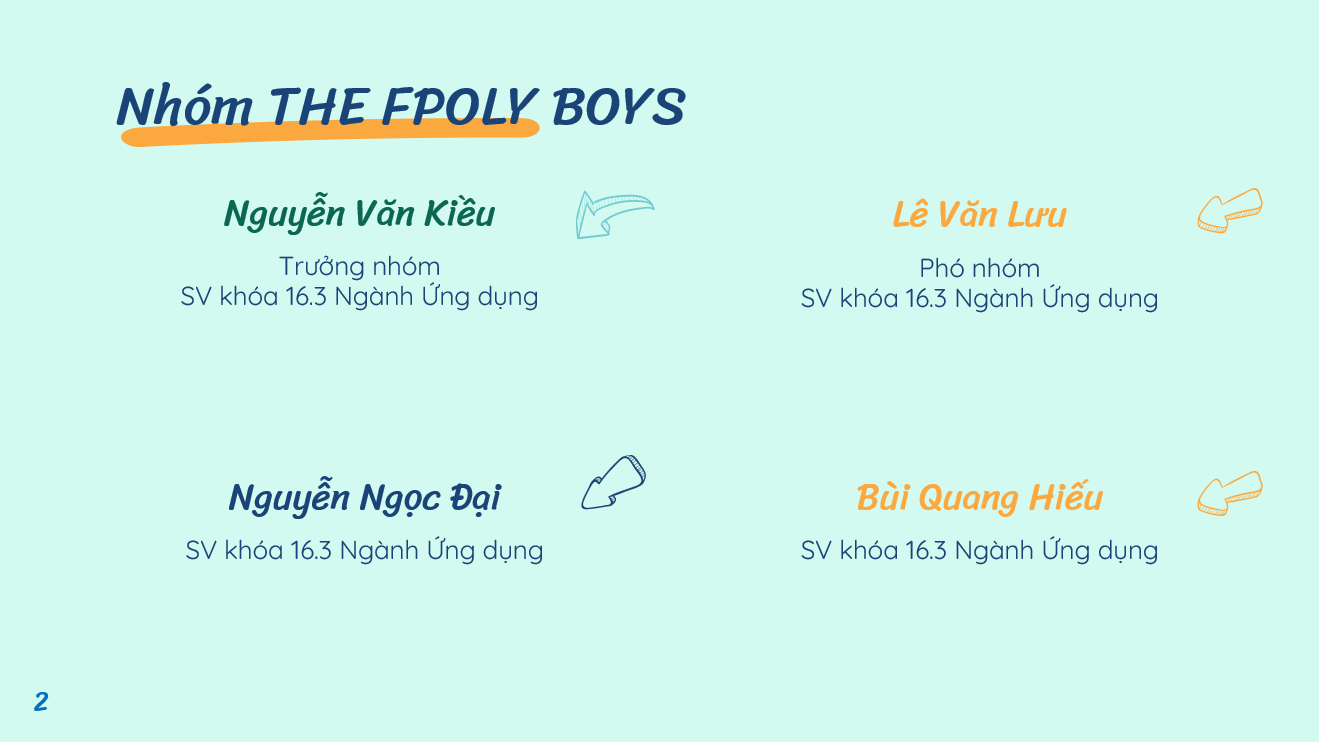 Nhóm THE FPOLY BOYS
Nguyễn Văn Kiều
Trưởng nhóm
SV khóa 16.3 Ngành Ứng dụng
Lê Văn Lưu
Phó nhóm
SV khóa 16.3 Ngành Ứng dụng
Nguyễn Ngọc Đại
SV khóa 16.3 Ngành Ứng dụng
Bùi Quang Hiếu
SV khóa 16.3 Ngành Ứng dụng
2